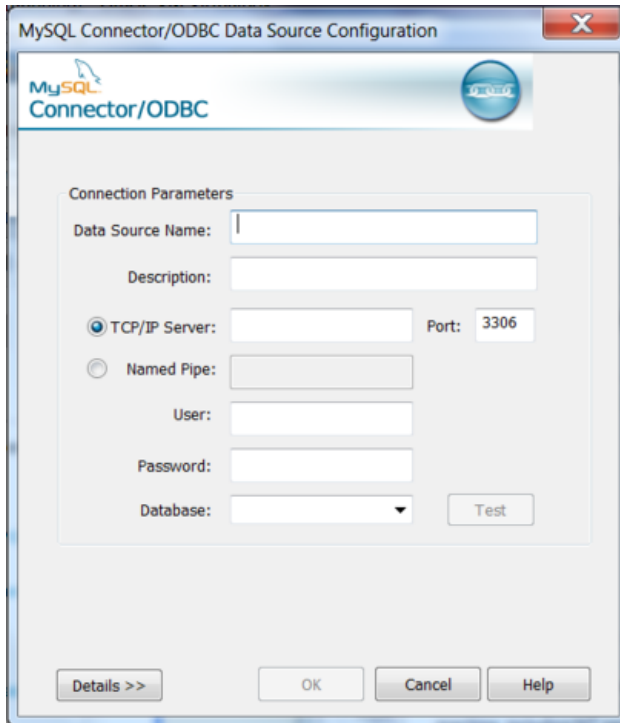 MySQL Connector/ODBC Data Source Configuration
MySQL
Connector/ODBC
Connection Parameters
Data Source Name:
Description:
TCP/IP Server:
Port: 3306
Named Pipe:
User:
Password:
Database:
Test
Details >>
OK
Cancel
Help